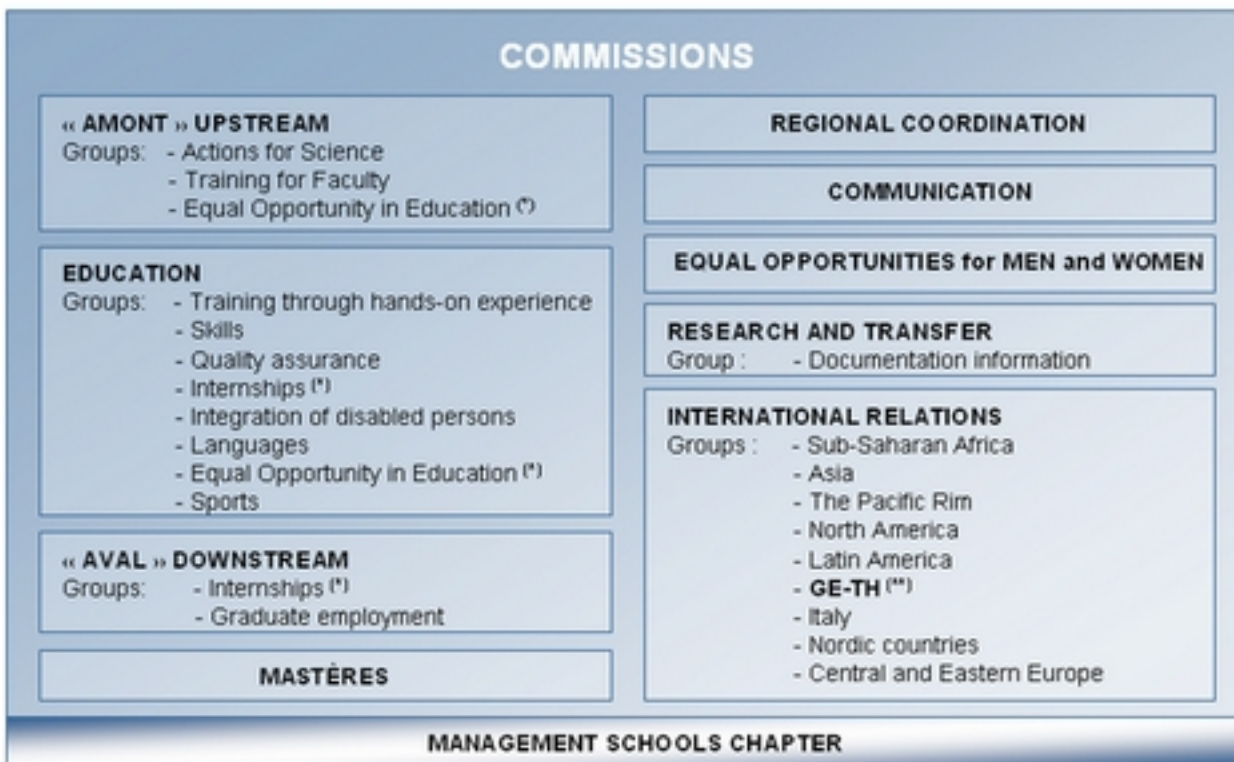 COMMISSIONS
« AMONT » UPSTREAM
Groups: - Actions for Science
- Training for Faculty
- Equal Opportunity in Education (*)
EDUCATION
Groups: - Training through hands-on experience
- Skills
- Quality assurance
- Internships (*)
- Integration of disabled persons
- Languages
- Equal Opportunity in Education (*)
- Sports
« AVAL » DOWNSTREAM
Groups: - Internships (*)
- Graduate employment
MASTÈRES
REGIONAL COORDINATION
COMMUNICATION
EQUAL OPPORTUNITIES for MEN and WOMEN
RESEARCH AND TRANSFER
Group : - Documentation information
INTERNATIONAL RELATIONS
Groups : - Sub-Saharan Africa
- Asia
- The Pacific Rim
- North America
- Latin America
- GE-TH (**)
- Italy
- Nordic countries
- Central and Eastern Europe
MANAGEMENT SCHOOLS CHAPTER